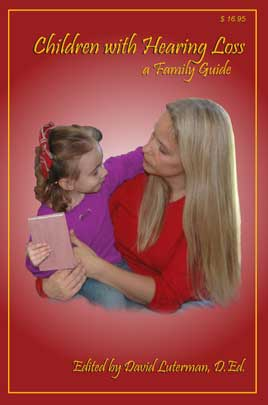 $ 16.95
Children with Hearing Loss
a Family Guide
Edited by David Luterman, D.Ed.